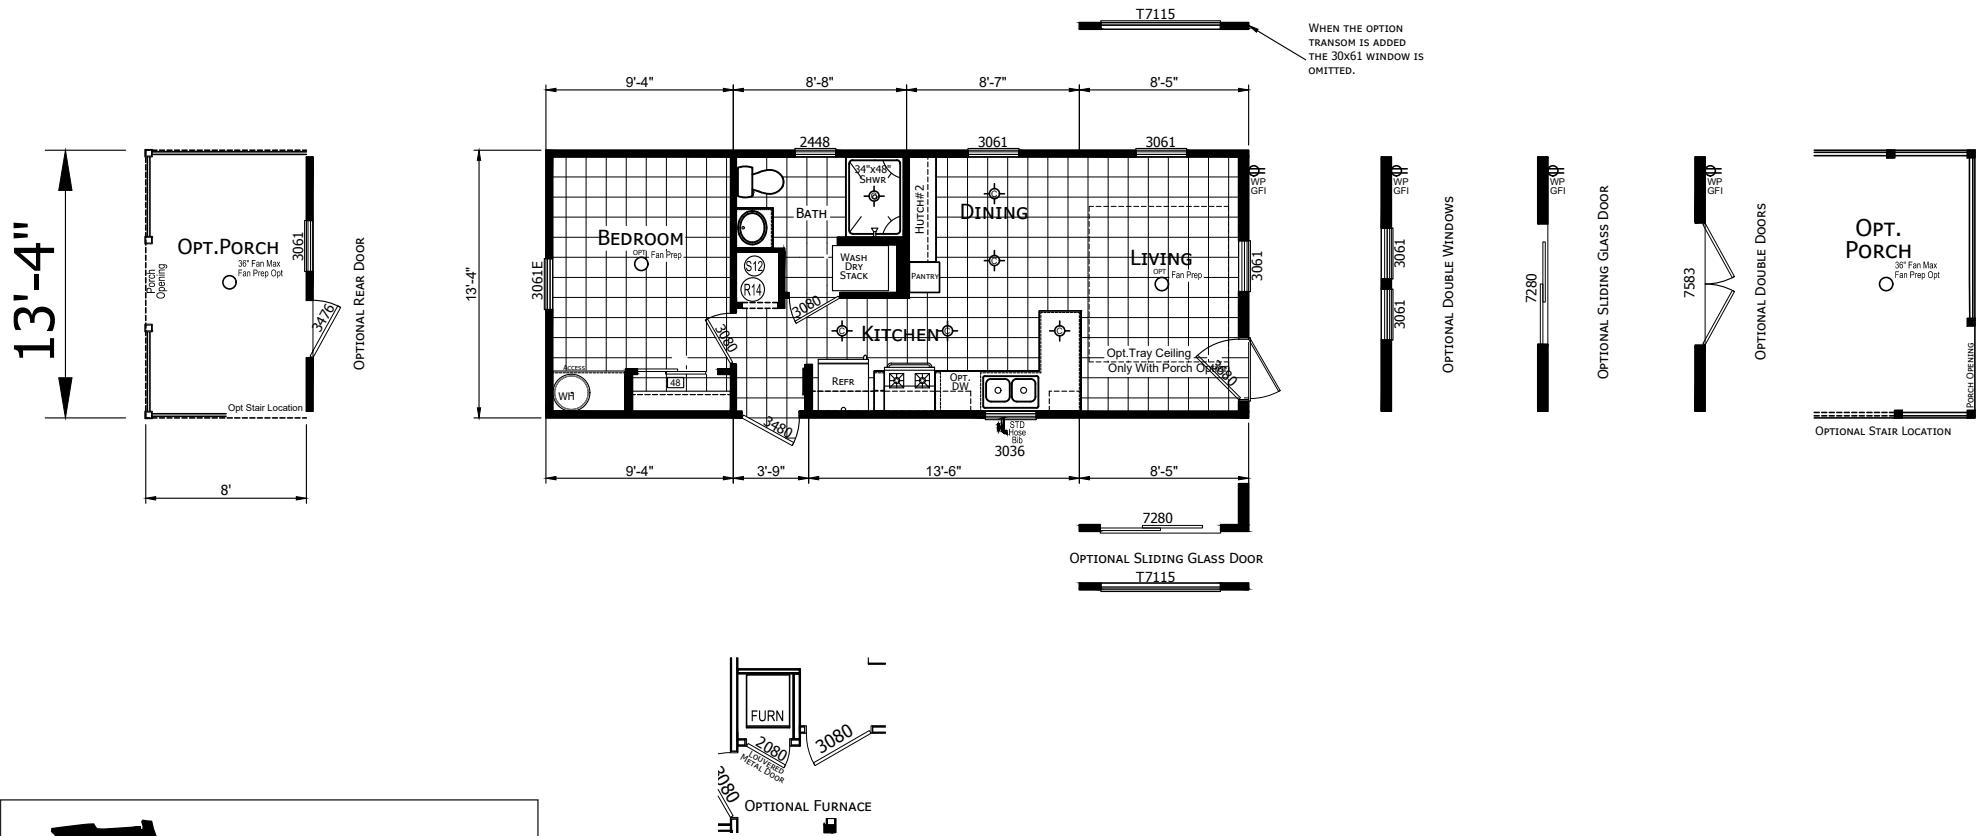 T7115
WHEN THE OPTION
TRANSOM IS ADDED
THE 30X61 WINDOW IS
OMITTED.
9'-4"
8'-8"
8'-7"
8'-5"
13'-4"
OPT.PORCH
36" Fan Max
Fan Prep Opt
Porch
Opening
3061
3476
Opt Stair Location
8'
OPTIONAL REAR DOOR
13'-4"
3061E
BEDROOM
OPT
Fan Prep
ACCESS
WH
48
3080
2448
BATH
34"x48"
SHWR
S12
R14
WASH
DRY
STACK
3080
3480
3061
HUTCH#2
PANTRY
DINING
KITCHEN
REFR
OPT.
DW
STD
Hose
Bib
3036
3061
LIVING
OPT
Fan Prep
Opt.Tray Ceiling
Only With Porch Option
3680
3061
WP
GFI
9'-4"
3'-9"
13'-6"
8'-5"
WP
GFI
3061
3061
OPTIONAL DOUBLE WINDOWS
WP
GFI
7280
OPTIONAL SLIDING GLASS DOOR
WP
GFI
7583
OPTIONAL DOUBLE DOORS
OPT.
PORCH
36" Fan Max
Fan Prep Opt
PORCH OPENING
OPTIONAL STAIR LOCATION
7280
OPTIONAL SLIDING GLASS DOOR
T7115
FURN
2080
LOUVERED
METAL DOOR
3080
3080
OPTIONAL FURNACE